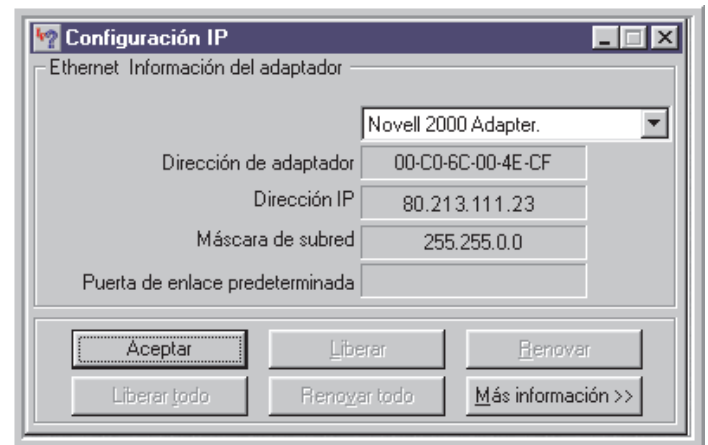 Configuración IP
Ethernet Información del adaptador
Novell 2000 Adapter.
Dirección de adaptador 00-C0-6C-00-4E-CF
Dirección IP 80.213.111.23
Máscara de subred 255.255.0.0
Puerta de enlace predeterminada
Aceptar Liberar Renovar
Liberar todo Renovar todo Más información >>